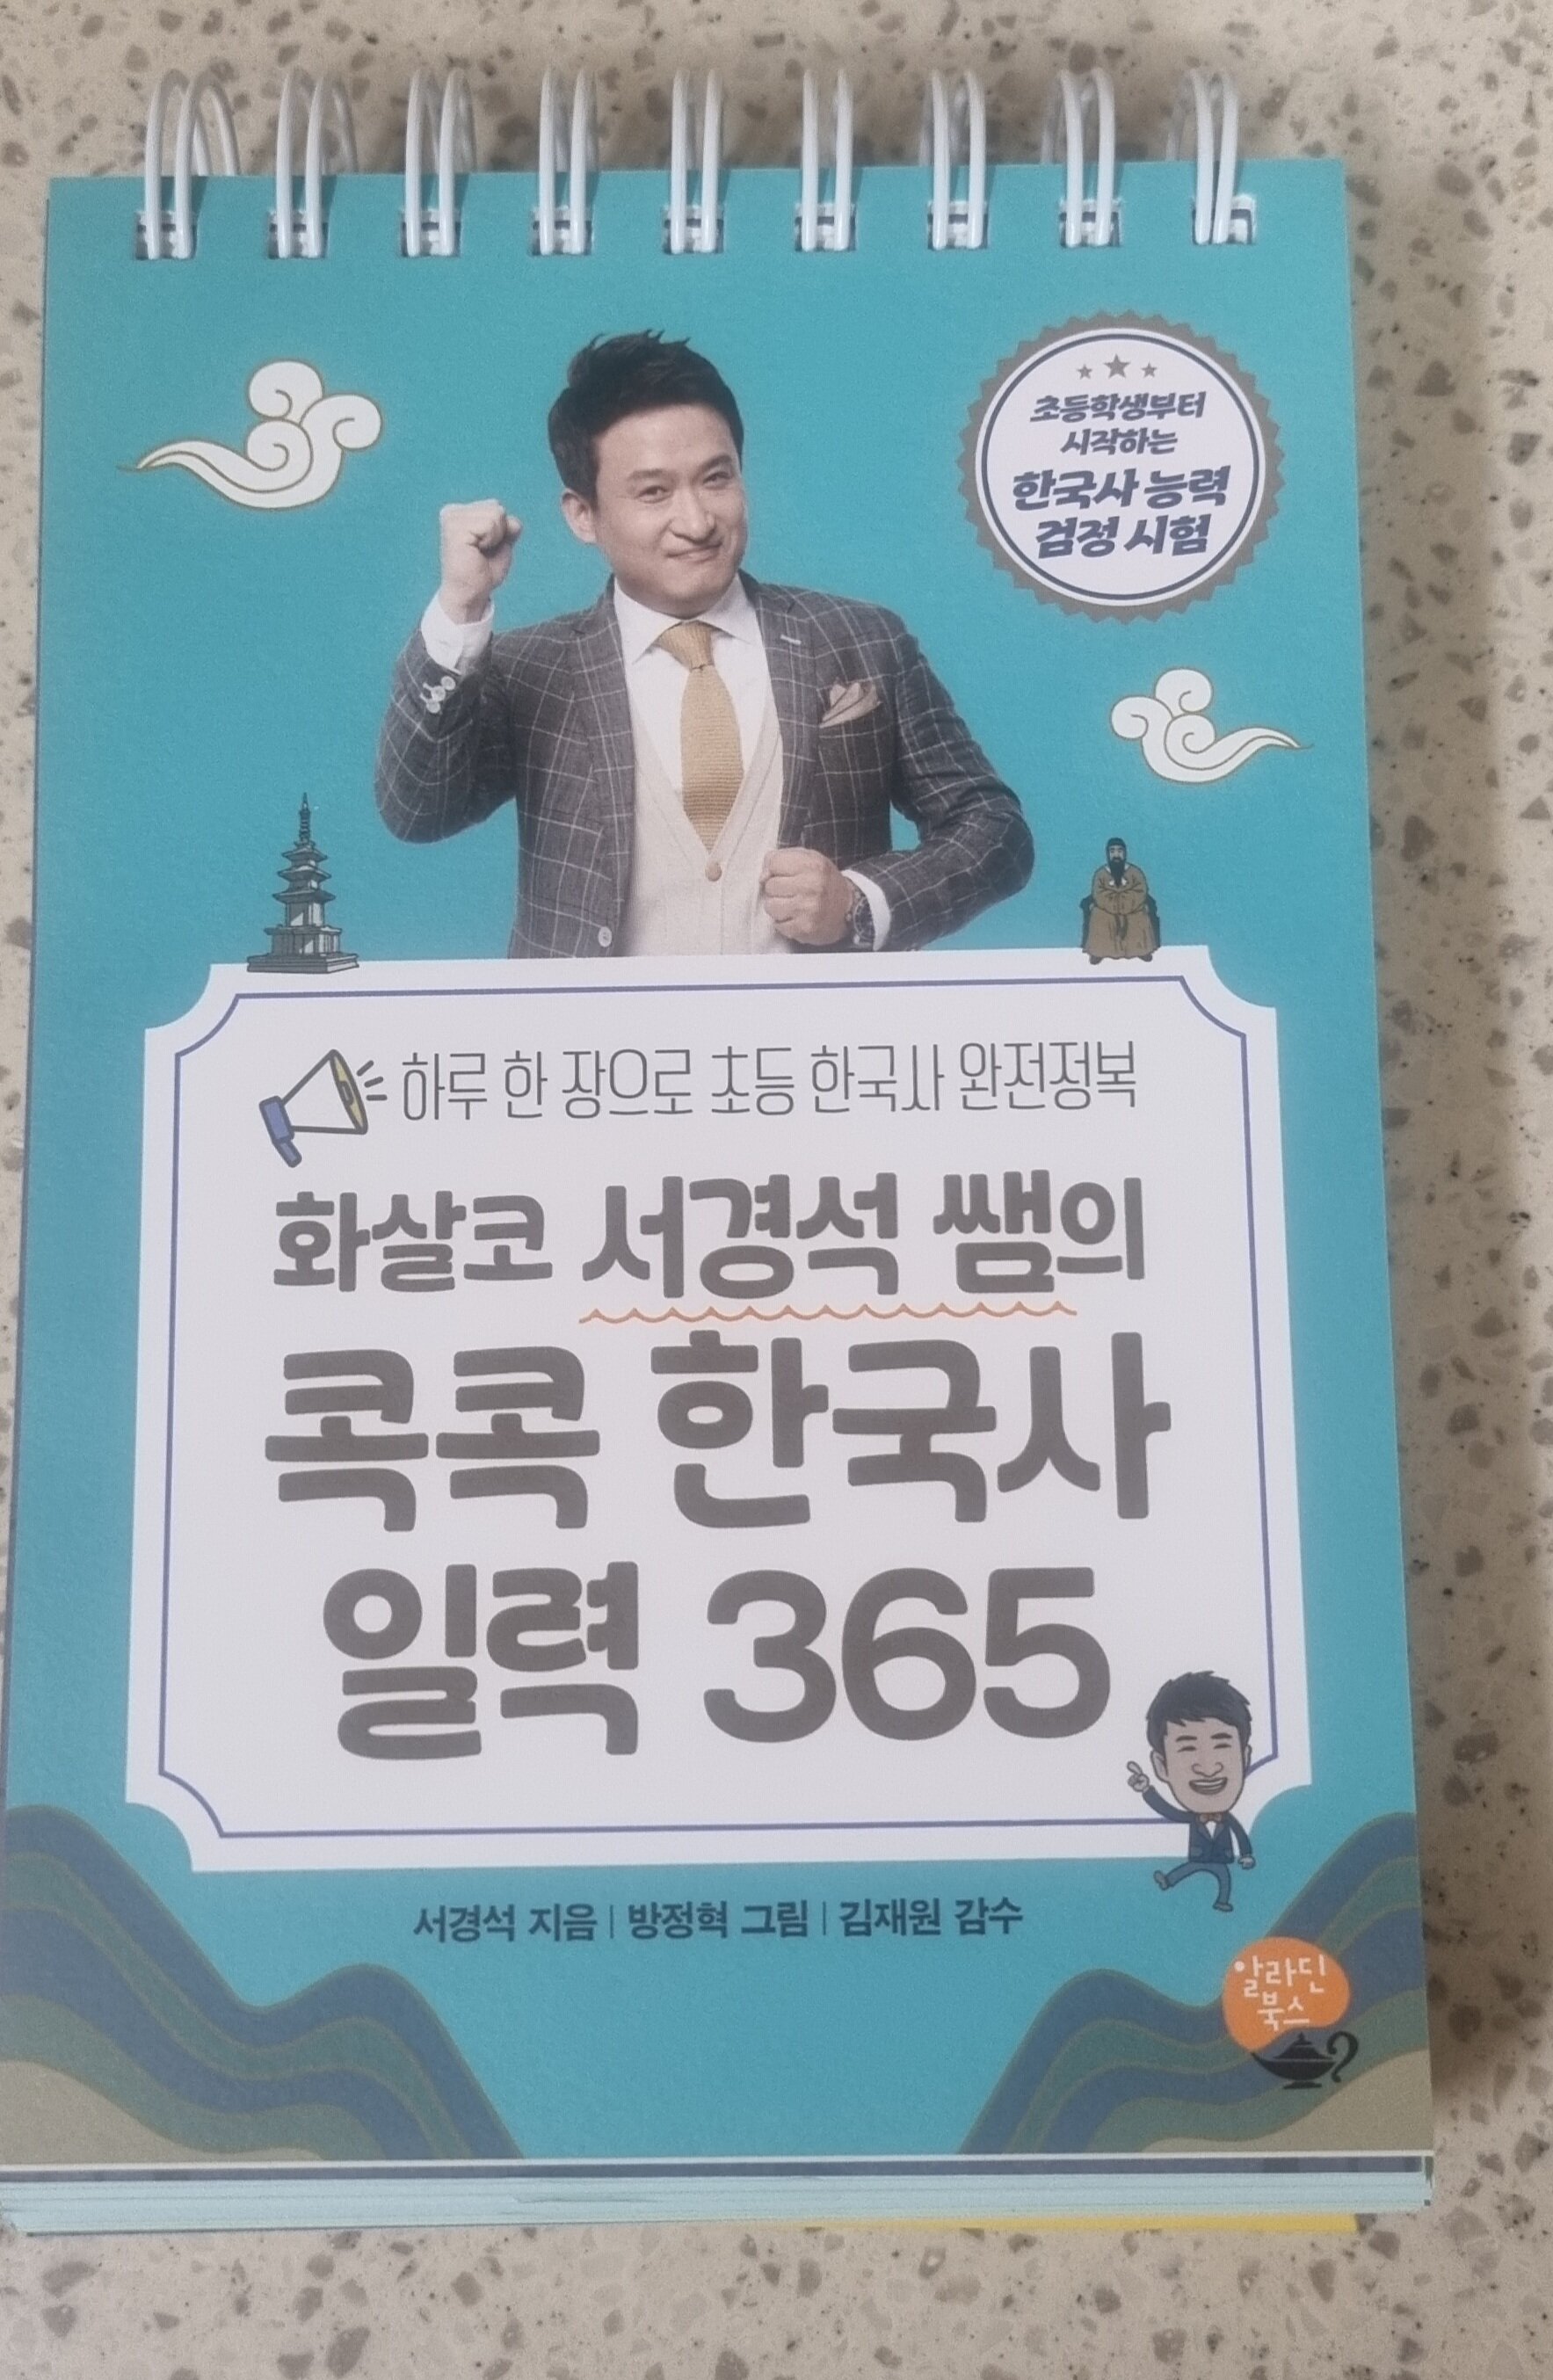 초등학생부터
시작하는
한국사 능력
검정 시험
하루 한 장으로 초등 한국사 완전정복
화살코 서경석 쌤의
콕콕 한국사
일력 365
서경석 지음 | 방정혁 그림 | 김재원 감수
알라딘
북스